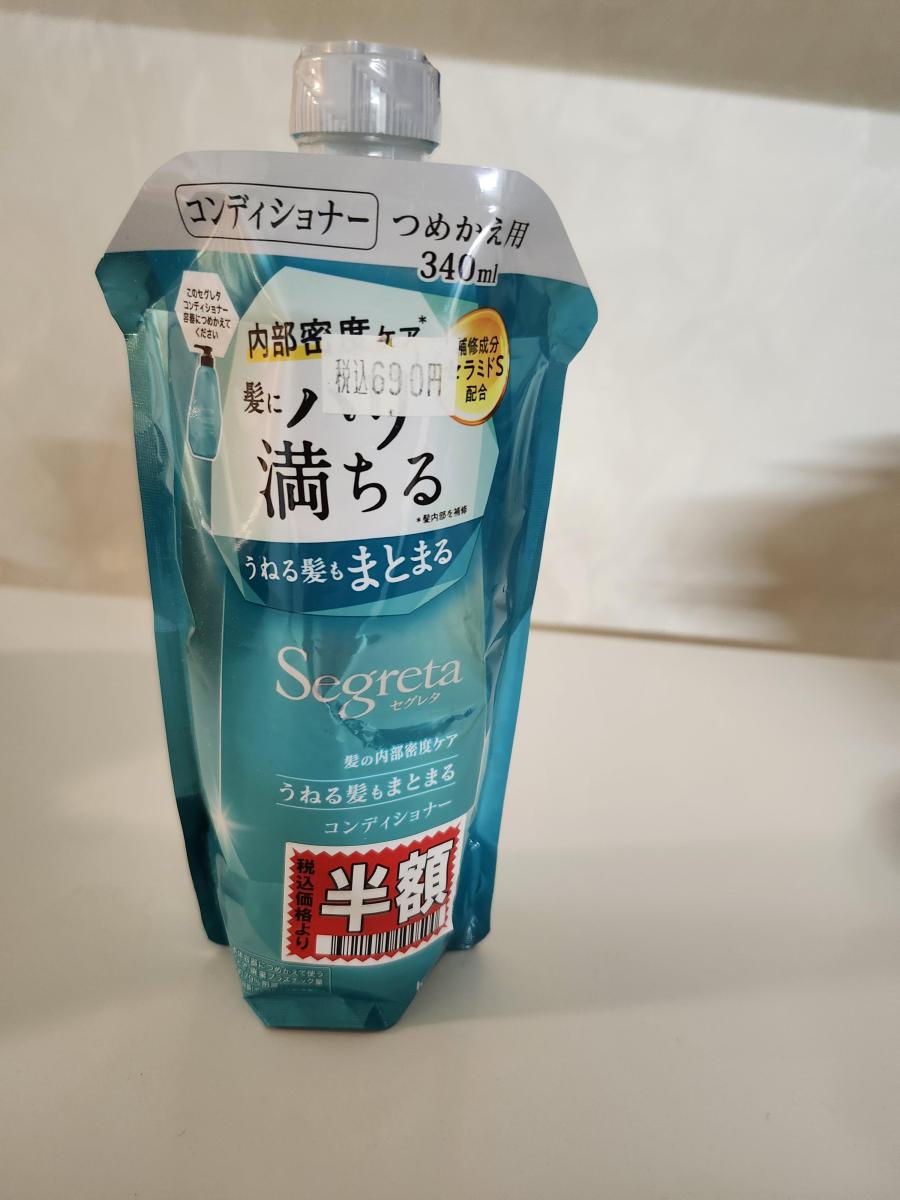 コンディショナー つめかえ用
340ml
このセグレタ
コンディショナー
容器につめかえて
ください
内部密度ケア*
補修成分
セラミドS
配合
税込690円
髪に
満ちる
*髪内部を補修
うねる髪もまとまる
Segreta
セグレタ
髪の内部密度ケア
うねる髪もまとまる
コンディショナー
税込価格より
半額